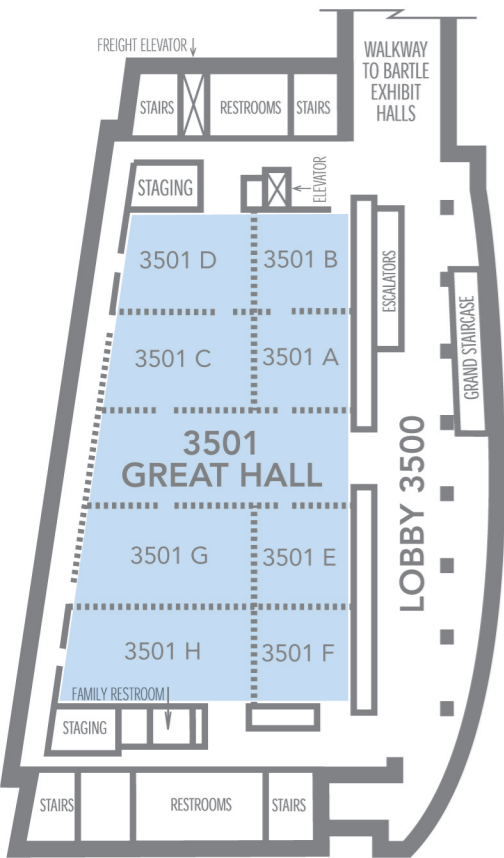 FREIGHT ELEVATOR
WALKWAY
TO BARTLE
EXHIBIT
HALLS
STAIRS
RESTROOMS
STAIRS
STAGING
ELEVATOR
3501 D
3501 B
ESCALATORS
GRAND STAIRCASE
3501 C
3501 A
3501
GREAT HALL
LOBBY 3500
3501 G
3501 E
3501 H
3501 F
FAMILY RESTROOM
STAGING
STAIRS
RESTROOMS
STAIRS